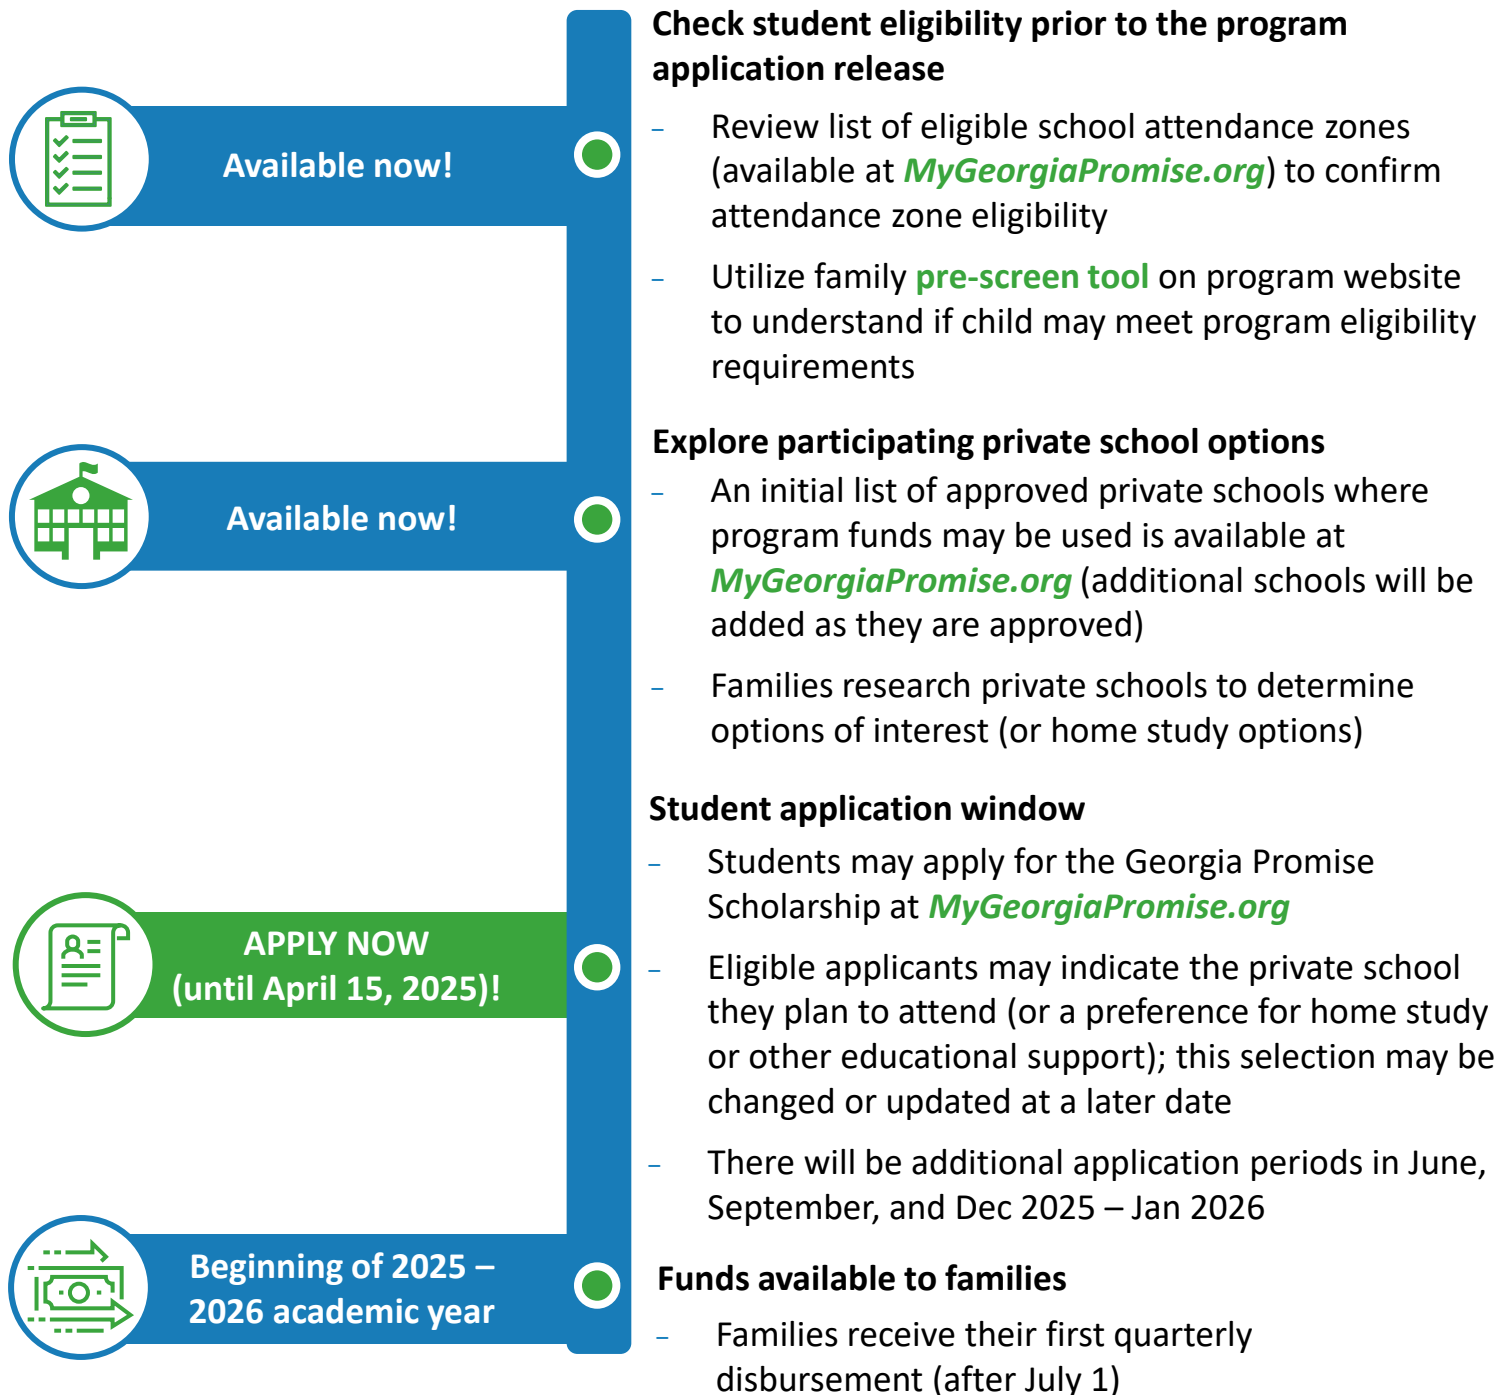 Check student eligibility prior to the program
application release
Available now!
– Review list of eligible school attendance zones
(available at MyGeorgiaPromise.org) to confirm
attendance zone eligibility
– Utilize family pre-screen tool on program website
to understand if child may meet program eligibility
requirements
Explore participating private school options
Available now!
– An initial list of approved private schools where
program funds may be used is available at
MyGeorgiaPromise.org (additional schools will be
added as they are approved)
– Families research private schools to determine
options of interest (or home study options)
Student application window
APPLY NOW
(until April 15, 2025)!
– Students may apply for the Georgia Promise
Scholarship at MyGeorgiaPromise.org
– Eligible applicants may indicate the private school
they plan to attend (or a preference for home study
or other educational support); this selection may be
changed or updated at a later date
– There will be additional application periods in June,
September, and Dec 2025 – Jan 2026
Beginning of 2025 –
2026 academic year
Funds available to families
– Families receive their first quarterly
disbursement (after July 1)